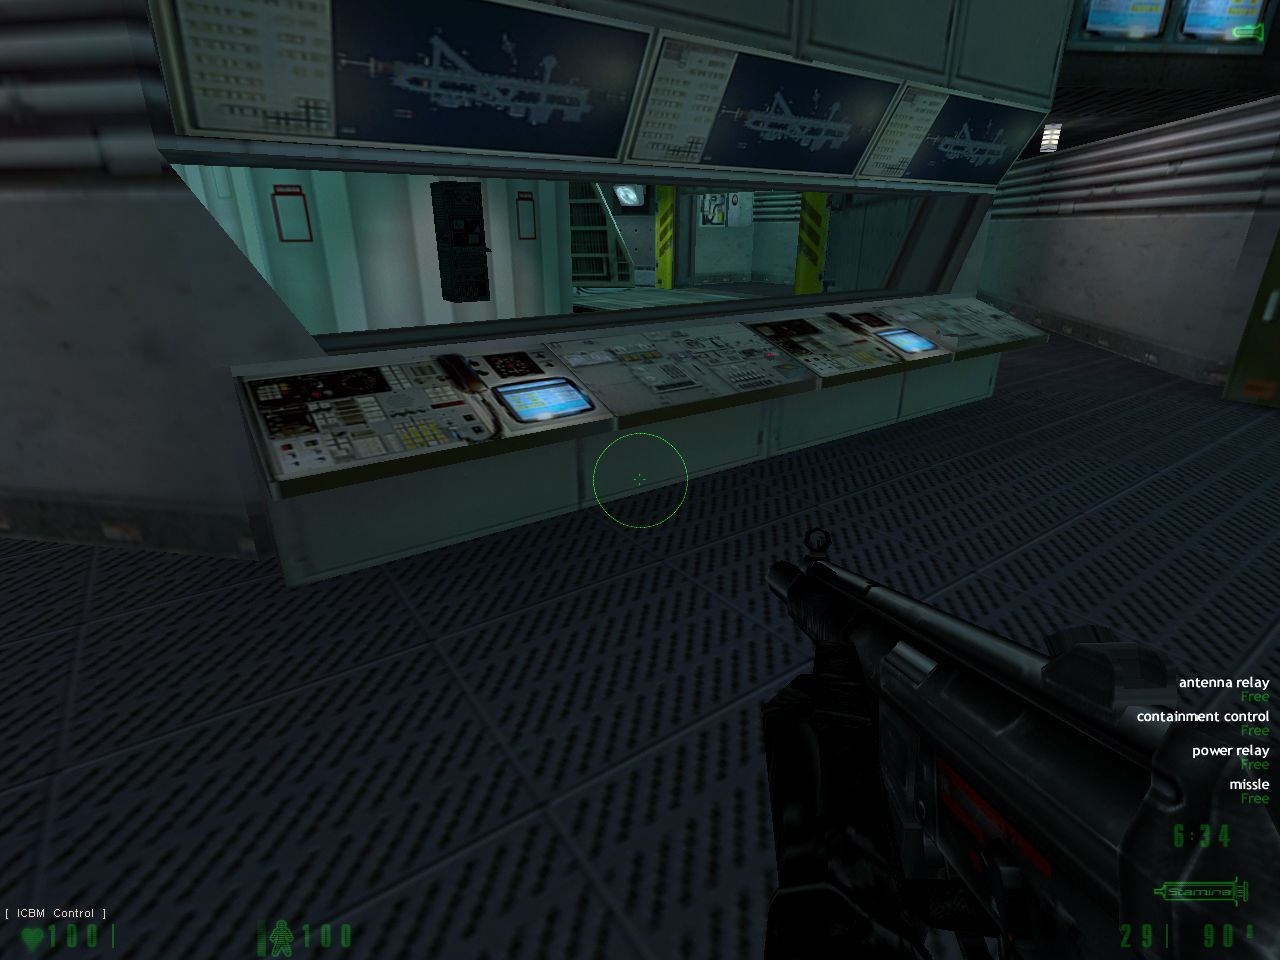 antenna relay
Free
containment control
Free
power relay
Free
missle
Free
6:34
Stamina
[ ICBM Control ]
100|
100
29| 90